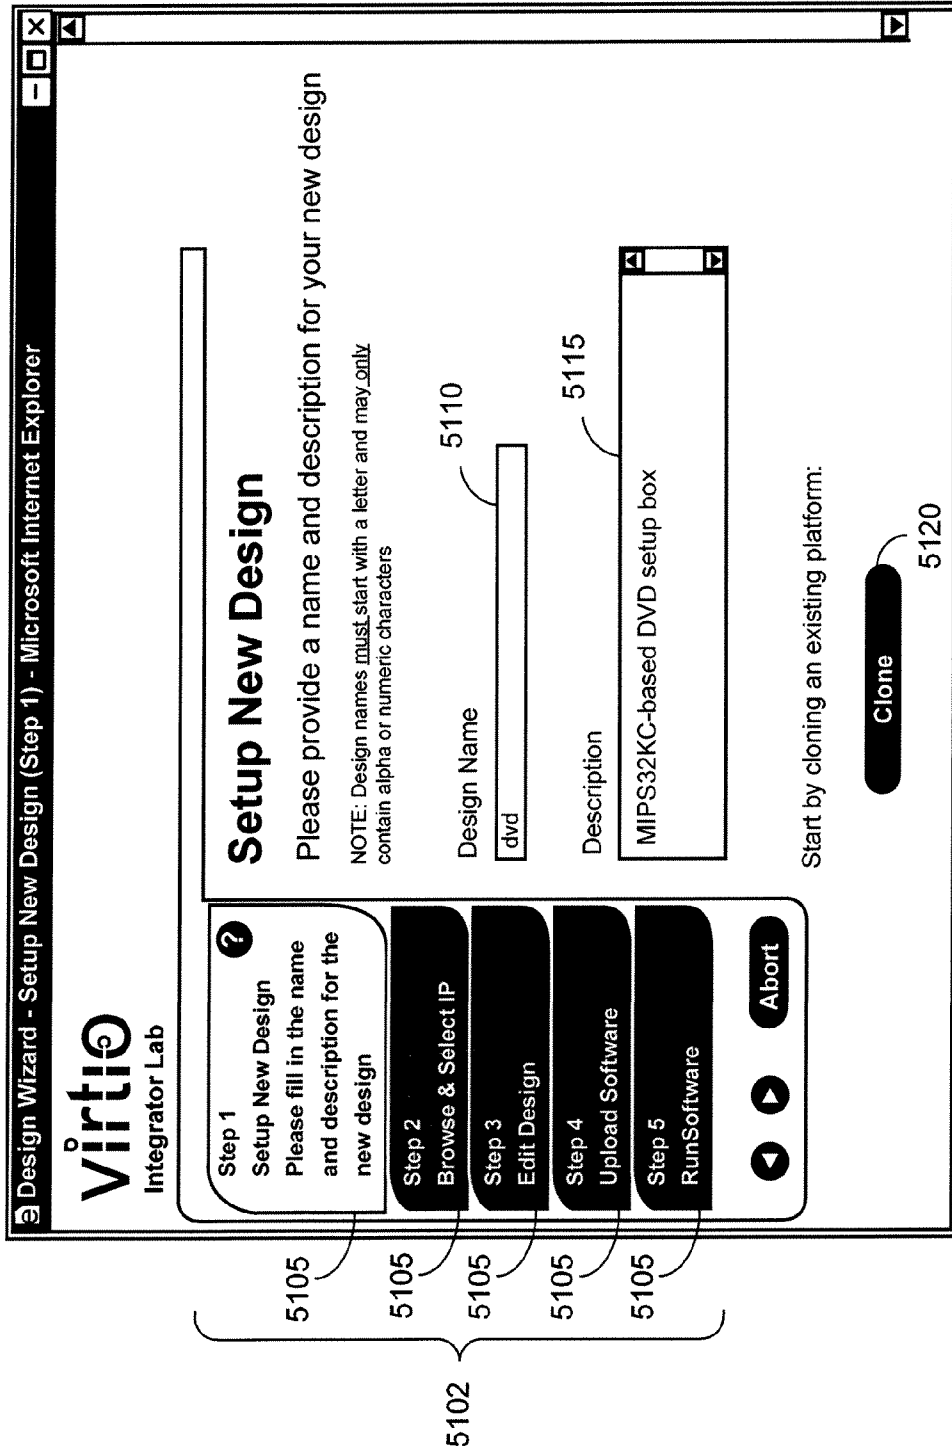 e Design Wizard - Setup New Design (Step 1) - Microsoft Internet Explorer
Virtio
Integrator Lab
Step 1
Setup New Design
Please fill in the name
and description for the
new design
?
Step 2
Browse & Select IP
Step 3
Edit Design
Step 4
Upload Software
Step 5
RunSoftware
Abort
Setup New Design
Please provide a name and description for your new design
NOTE: Design names must start with a letter and may only
contain alpha or numeric characters
Design Name
dvd
Description
MIPS32KC-based DVD setup box
Start by cloning an existing platform:
Clone
5102
5105
5105
5105
5105
5105
5110
5115
5120